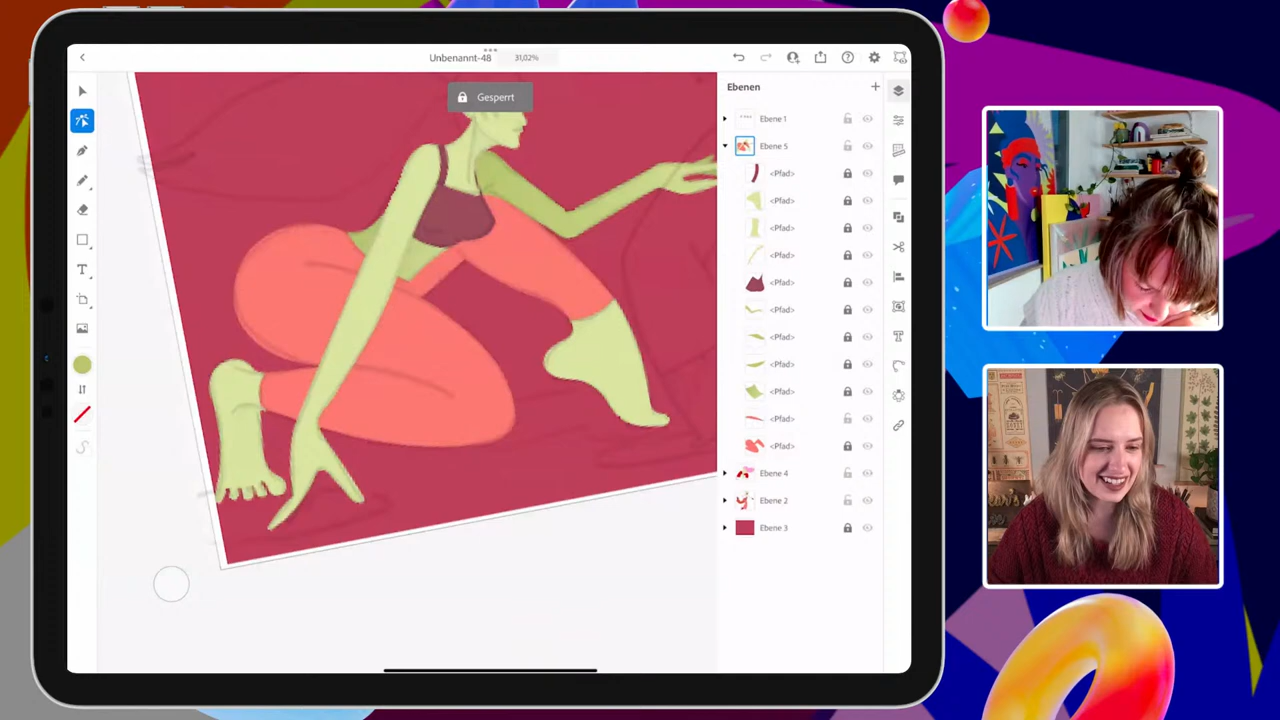 Unbenannt-48
31,02%
Gesperrt
Ebenen
Ebene 1
Ebene 5
<Pfad>
<Pfad>
<Pfad>
<Pfad>
<Pfad>
<Pfad>
<Pfad>
<Pfad>
<Pfad>
<Pfad>
<Pfad>
Ebene 4
Ebene 2
Ebene 3